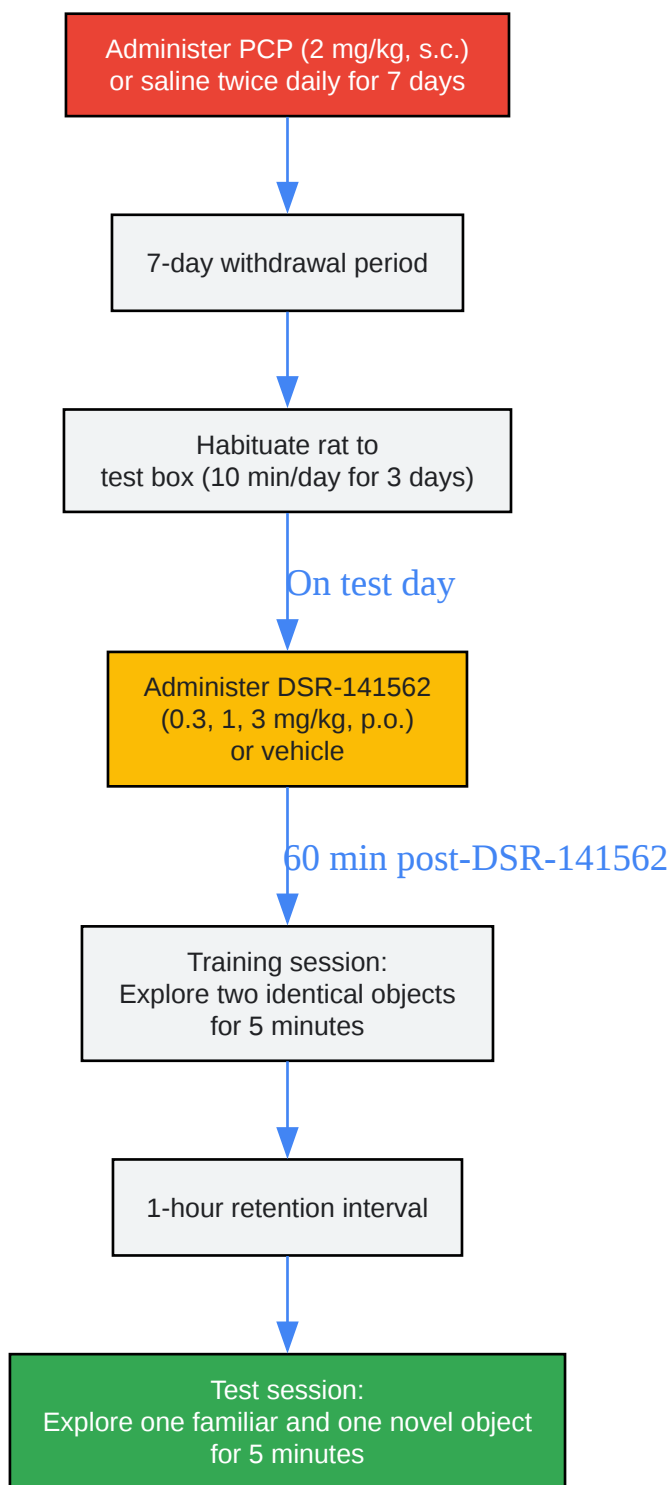 Administer PCP (2 mg/kg, s.c.)
or saline twice daily for 7 days
7-day withdrawal period
Habituate rat to
test box (10 min/day for 3 days)
On test day
Administer DSR-141562
(0.3, 1, 3 mg/kg, p.o.)
or vehicle
60 min post-DSR-141562
Training session:
Explore two identical objects
for 5 minutes
1-hour retention interval
Test session:
Explore one familiar and one novel object
for 5 minutes